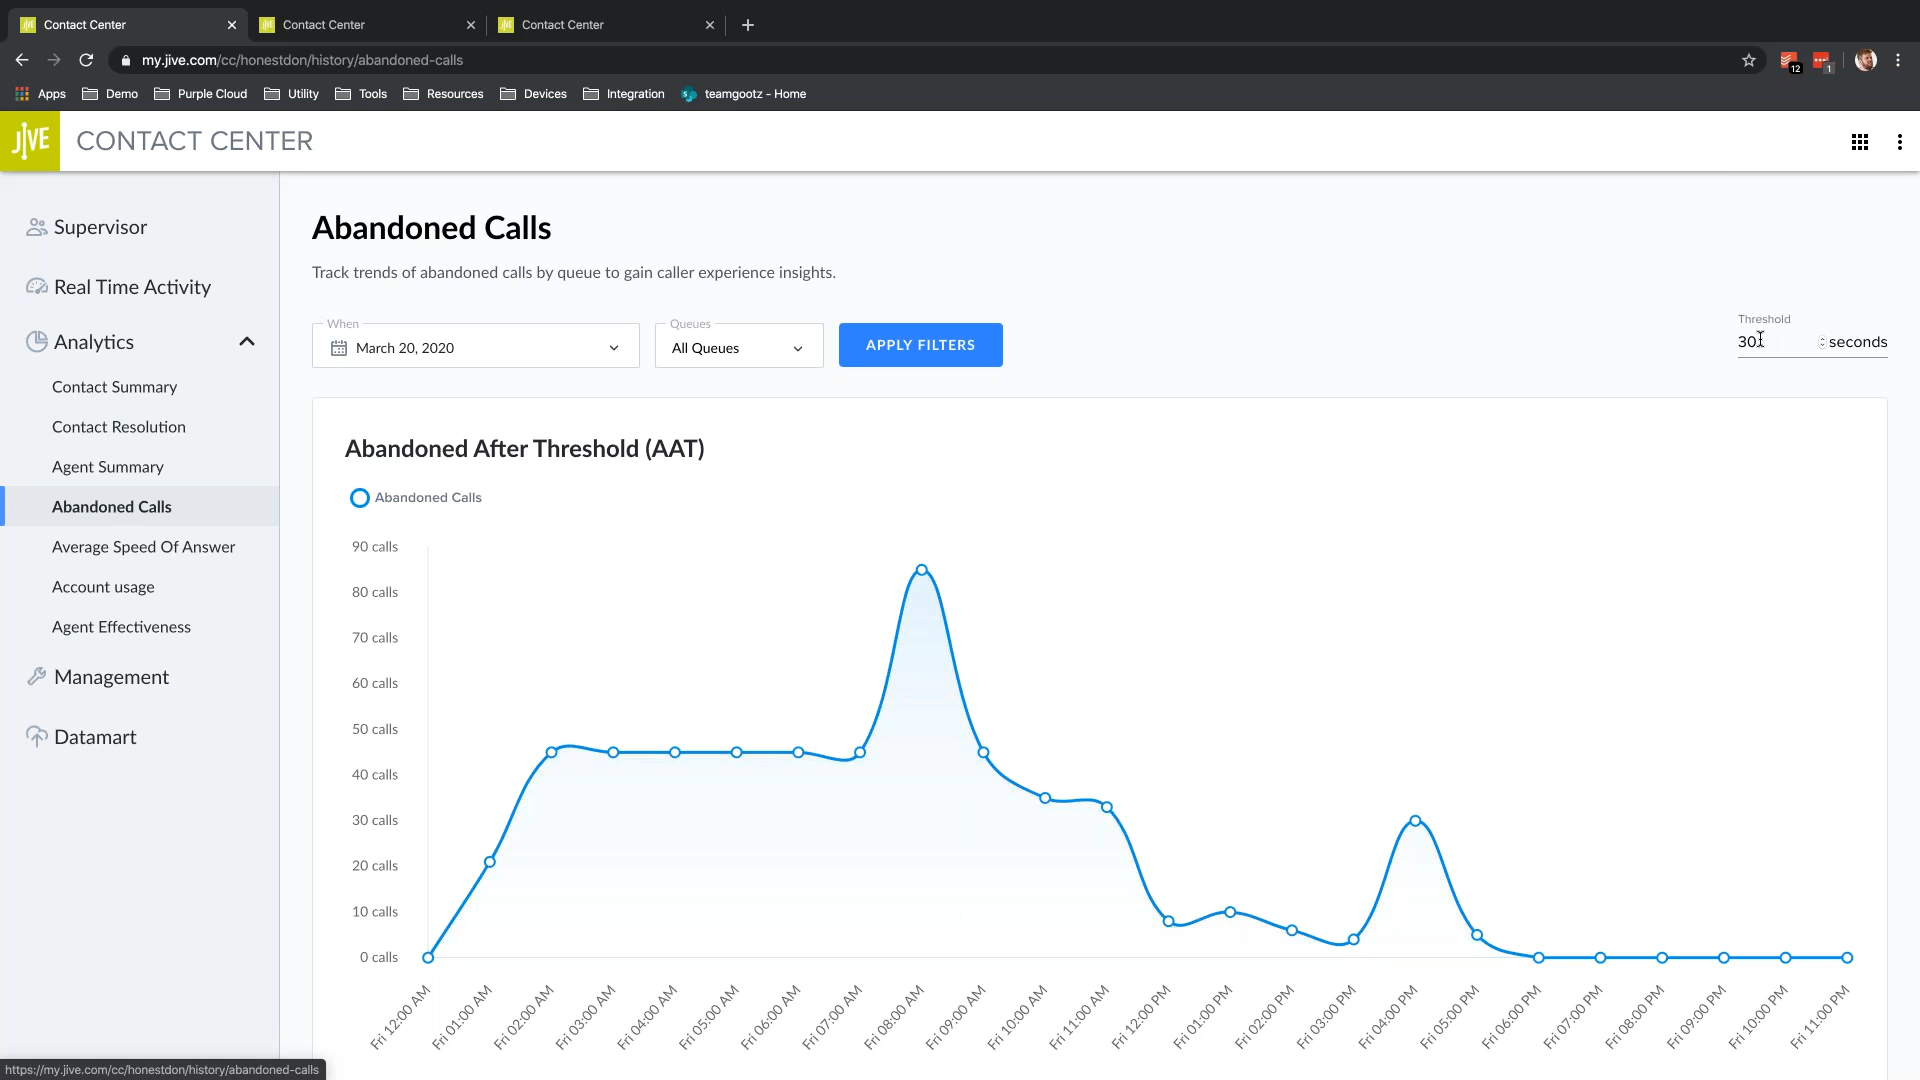 Contact Center
Contact Center
Contact Center
my.jive.com/cc/honestdon/history/abandoned-calls
12
1
Apps
Demo
Purple Cloud
Utility
Tools
Resources
Devices
Integration
teamgootz - Home
JIVE
CONTACT CENTER
Supervisor
Real Time Activity
Analytics
Contact Summary
Contact Resolution
Agent Summary
Abandoned Calls
Average Speed Of Answer
Account usage
Agent Effectiveness
Management
Datamart
Abandoned Calls
Track trends of abandoned calls by queue to gain caller experience insights.
When
March 20, 2020
Queues
All Queues
APPLY FILTERS
Threshold
30
seconds
Abandoned After Threshold (AAT)
Abandoned Calls
90 calls
80 calls
70 calls
60 calls
50 calls
40 calls
30 calls
20 calls
10 calls
0 calls
Fri 12:00 AM
Fri 01:00 AM
Fri 02:00 AM
Fri 03:00 AM
Fri 04:00 AM
Fri 05:00 AM
Fri 06:00 AM
Fri 07:00 AM
Fri 08:00 AM
Fri 09:00 AM
Fri 10:00 AM
Fri 11:00 AM
Fri 12:00 PM
Fri 01:00 PM
Fri 02:00 PM
Fri 03:00 PM
Fri 04:00 PM
Fri 05:00 PM
Fri 06:00 PM
Fri 07:00 PM
Fri 08:00 PM
Fri 09:00 PM
Fri 10:00 PM
Fri 11:00 PM
https://my.jive.com/cc/honestdon/history/abandoned-calls